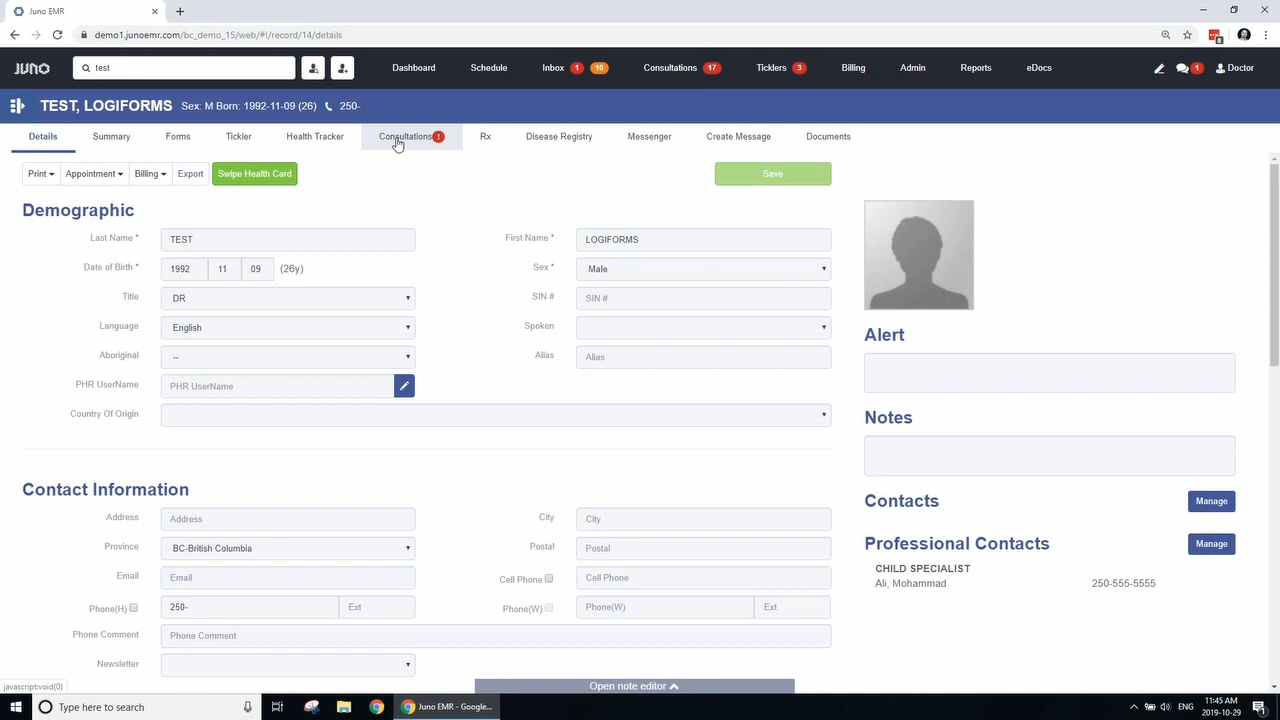 Juno EMR
demo1.junoemr.com/bc_demo_15/web/#!/record/14/details
JUNO
test
Dashboard
Schedule
Inbox 1 10
Consultations 17
Ticklers 3
Billing
Admin
Reports
eDocs
1
Doctor
TEST, LOGIFORMS Sex: M Born: 1992-11-09 (26) 250-
Details
Summary
Forms
Tickler
Health Tracker
Consultations !
Rx
Disease Registry
Messenger
Create Message
Documents
Print
Appointment
Billing
Export
Swipe Health Card
Save
Demographic
Last Name * TEST
First Name * LOGIFORMS
Date of Birth * 1992 11 09 (26y)
Sex * Male
Title DR
SIN # SIN #
Language English
Spoken
Aboriginal --
Alias Alias
PHR UserName PHR UserName
Country Of Origin
Contact Information
Address Address
City City
Province BC-British Columbia
Postal Postal
Email Email
Cell Phone Cell Phone
Phone(H) 250- Ext
Phone(W) Phone(W) Ext
Phone Comment Phone Comment
Newsletter
Alert
Notes
Contacts Manage
Professional Contacts Manage
CHILD SPECIALIST
Ali, Mohammad 250-555-5555
javascript:void(0)
Open note editor
Type here to search
Juno EMR - Google...
ENG
11:45 AM
2019-10-29
1